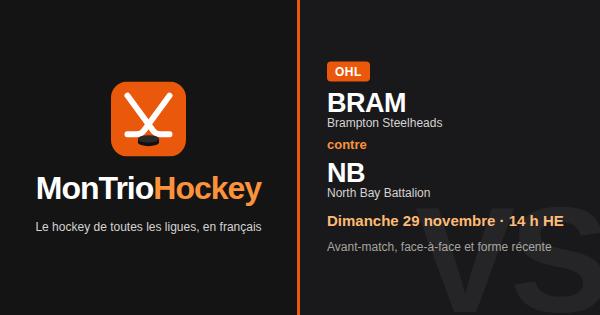 MonTrioHockey
Le hockey de toutes les ligues, en français
OHL
BRAM
Brampton Steelheads
contre
NB
North Bay Battalion
Dimanche 29 novembre · 14 h HE
Avant-match, face-à-face et forme récente
VS